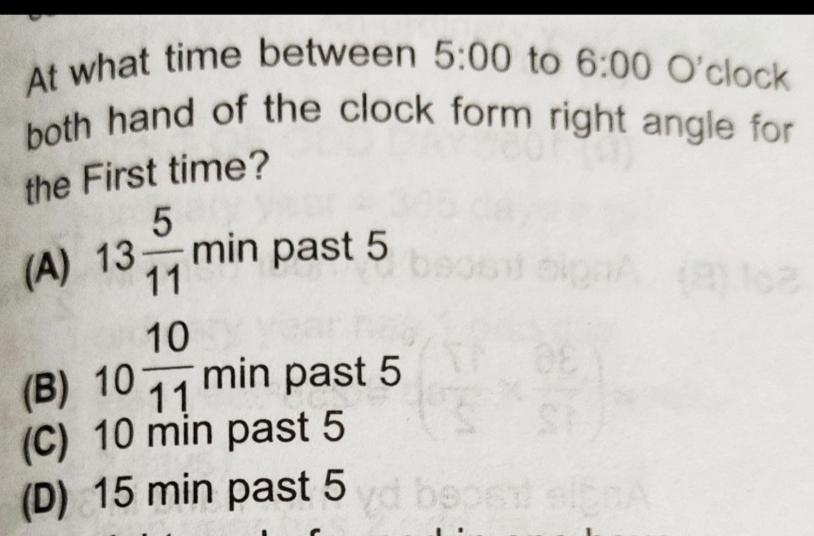 At what time between 5:00 to 6:00 O'clock
both hand of the clock form right angle for
the First time?
(A) 13 5/11 min past 5
(B) 10 10/11 min past 5
(C) 10 min past 5
(D) 15 min past 5